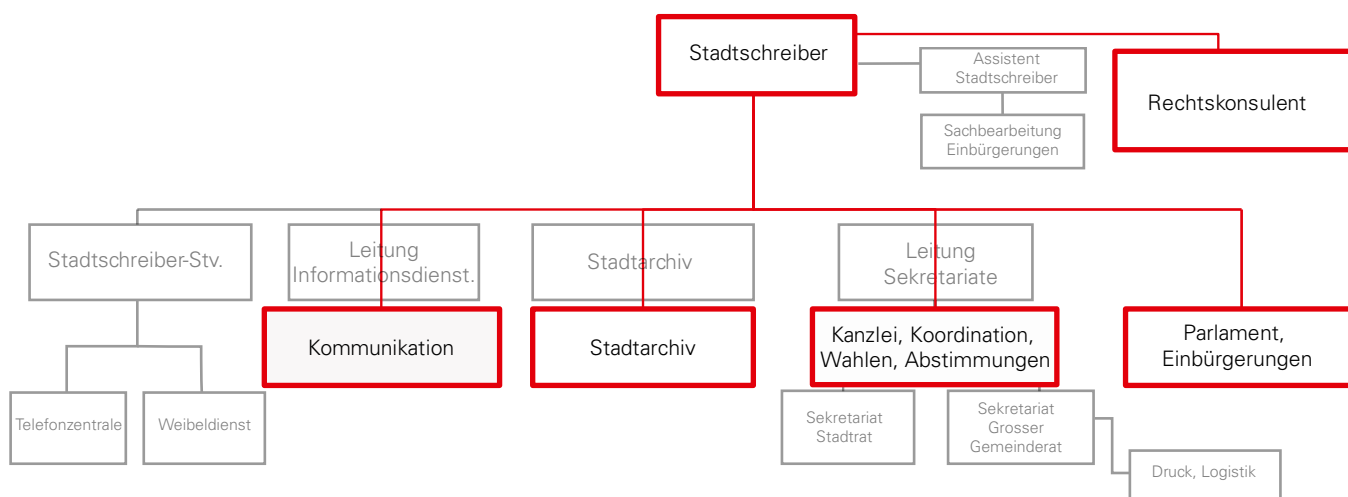 Stadtschreiber
Assistent
Stadtschreiber
Rechtskonsulent
Sachbearbeitung
Einbürgerungen
Stadtschreiber-Stv.
Leitung
Informationsdienst.
Stadtarchiv
Leitung
Sekretariate
Kommunikation
Stadtarchiv
Kanzlei, Koordination,
Wahlen, Abstimmungen
Parlament,
Einbürgerungen
Telefonzentrale
Weibeldienst
Sekretariat
Stadtrat
Sekretariat
Grosser
Gemeinderat
Druck, Logistik